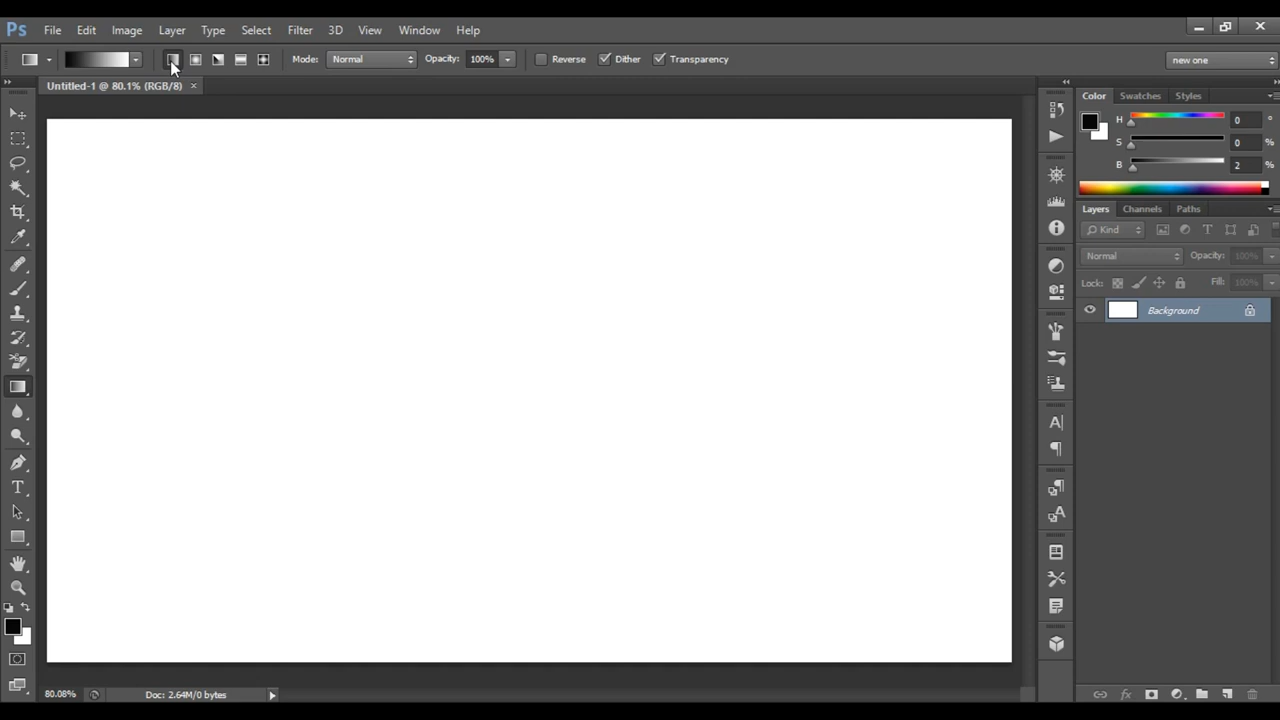 Ps File Edit Image Layer Type Select Filter 3D View Window Help
Mode: Normal Opacity: 100% Reverse Dither Transparency new one
Untitled-1 @ 80.1% (RGB/8) ×
Color Swatches Styles
H 0 °
S 0 %
B 2 %
Layers Channels Paths
Kind
Normal Opacity: 100%
Lock: Fill: 100%
Background
80.08% Doc: 2.64M/0 bytes